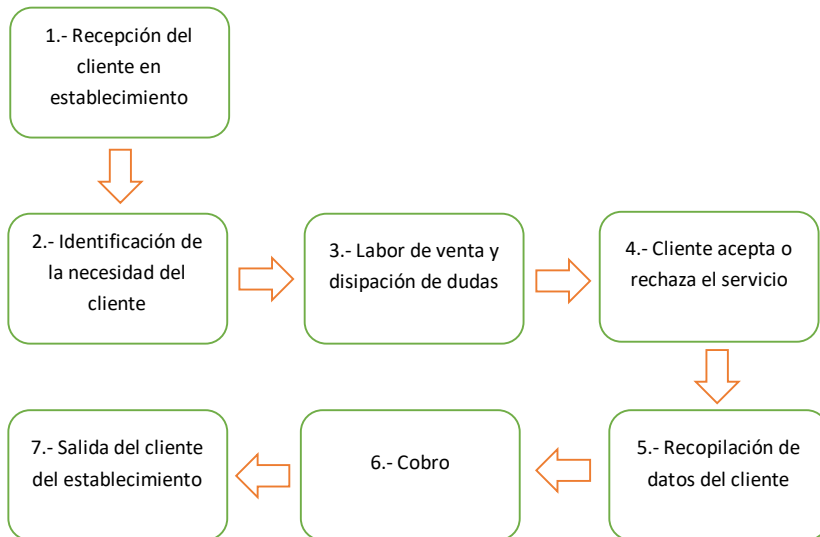 1.- Recepción del
cliente en
establecimiento
2.- Identificación de
la necesidad del
cliente
3.- Labor de venta y
disipación de dudas
4.- Cliente acepta o
rechaza el servicio
5.- Recopilación de
datos del cliente
6.- Cobro
7.- Salida del cliente
del establecimiento